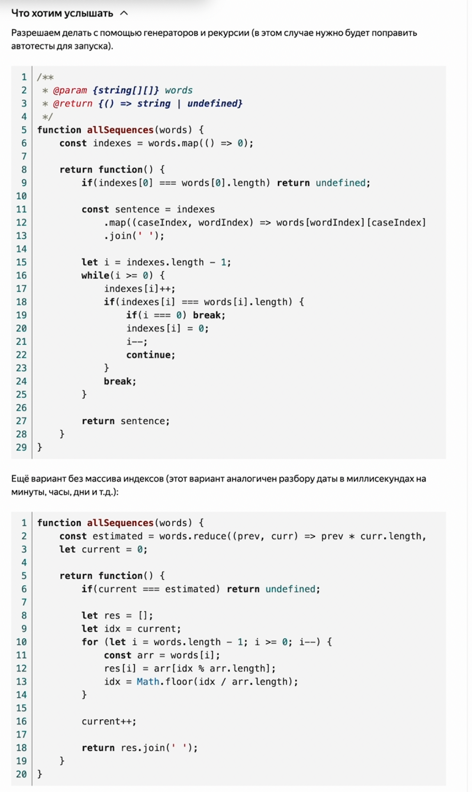 Что хотим услышать
Разрешаем делать с помощью генераторов и рекурсии (в этом случае нужно будет поправить
автотесты для запуска).
1 /**
2  * @param {string[][]} words
3  * @return {() => string | undefined}
4  */
5 function allSequences(words) {
6     const indexes = words.map(() => 0);
7
8     return function() {
9         if(indexes[0] === words[0].length) return undefined;
10
11         const sentence = indexes
12             .map((caseIndex, wordIndex) => words[wordIndex][caseIndex]
13             .join(' ');
14
15         let i = indexes.length - 1;
16         while(i >= 0) {
17             indexes[i]++;
18             if(indexes[i] === words[i].length) {
19                 if(i === 0) break;
20                 indexes[i] = 0;
21                 i--;
22                 continue;
23             }
24             break;
25         }
26
27         return sentence;
28     }
29 }
Ещё вариант без массива индексов (этот вариант аналогичен разбору даты в миллисекундах на
минуты, часы, дни и т.д.):
1 function allSequences(words) {
2     const estimated = words.reduce((prev, curr) => prev * curr.length,
3     let current = 0;
4
5     return function() {
6         if(current === estimated) return undefined;
7
8         let res = [];
9         let idx = current;
10         for (let i = words.length - 1; i >= 0; i--) {
11             const arr = words[i];
12             res[i] = arr[idx % arr.length];
13             idx = Math.floor(idx / arr.length);
14         }
15
16         current++;
17
18         return res.join(' ');
19     }
20 }